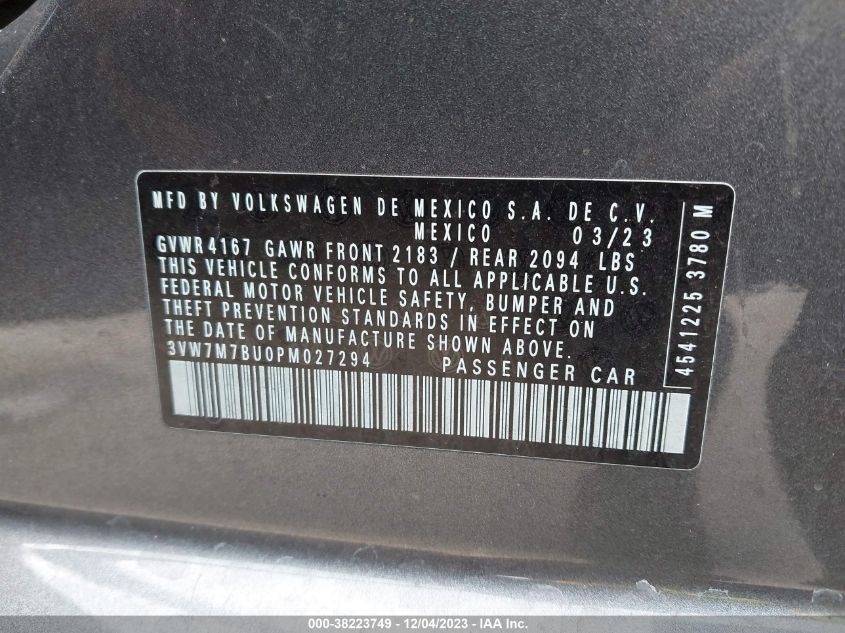 MFD BY VOLKSWAGEN DE MEXICO S.A. DE C.V.
MEXICO 03/23
GVWR 4167 GAWR FRONT 2183 / REAR 2094 LBS
THIS VEHICLE CONFORMS TO ALL APPLICABLE U.S.
FEDERAL MOTOR VEHICLE SAFETY, BUMPER AND
THEFT PREVENTION STANDARDS IN EFFECT ON
THE DATE OF MANUFACTURE SHOWN ABOVE.
3VW7M7BU0PM027294 PASSENGER CAR
4541225 3780 M
000-38223749 - 12/04/2023 - IAA Inc.